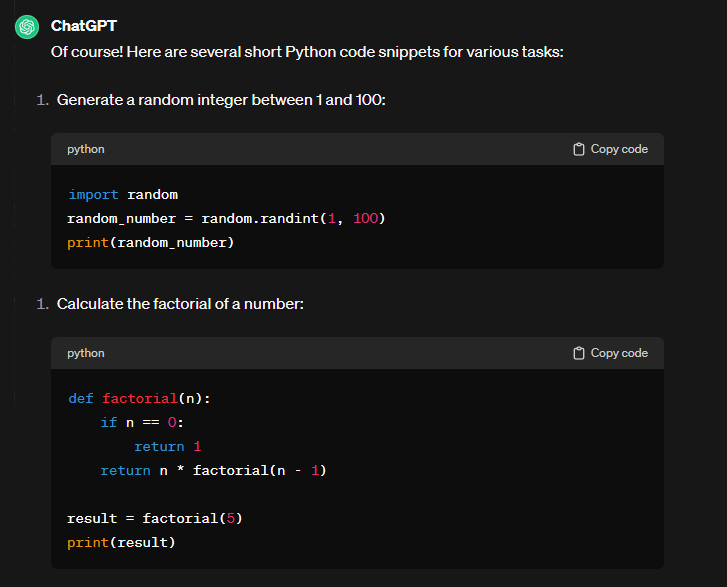 ChatGPT
Of course! Here are several short Python code snippets for various tasks:
1. Generate a random integer between 1 and 100:
python Copy code
import random
random_number = random.randint(1, 100)
print(random_number)
1. Calculate the factorial of a number:
python Copy code
def factorial(n):
    if n == 0:
        return 1
    return n * factorial(n - 1)
result = factorial(5)
print(result)